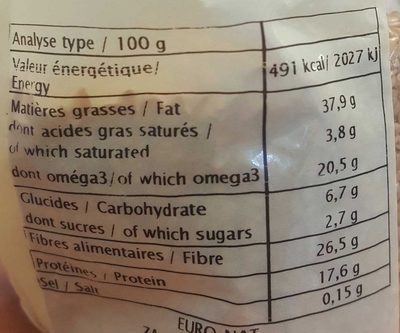 Analyse type / 100 g
Valeur énergétique/ 491 kcal/ 2027 kj
Energy
Matières grasses / Fat 37,9 g
dont acides gras saturés / 3,8 g
of which saturated
dont oméga3/of which omega3 20,5 g
Glucides / Carbohydrate 6,7 g
dont sucres / of which sugars 2,7 g
Fibres alimentaires / Fibre 26,5 g
Protéines / Protein 17,6 g
Sel / Salt 0,15 g
EURO-NAT
ZA